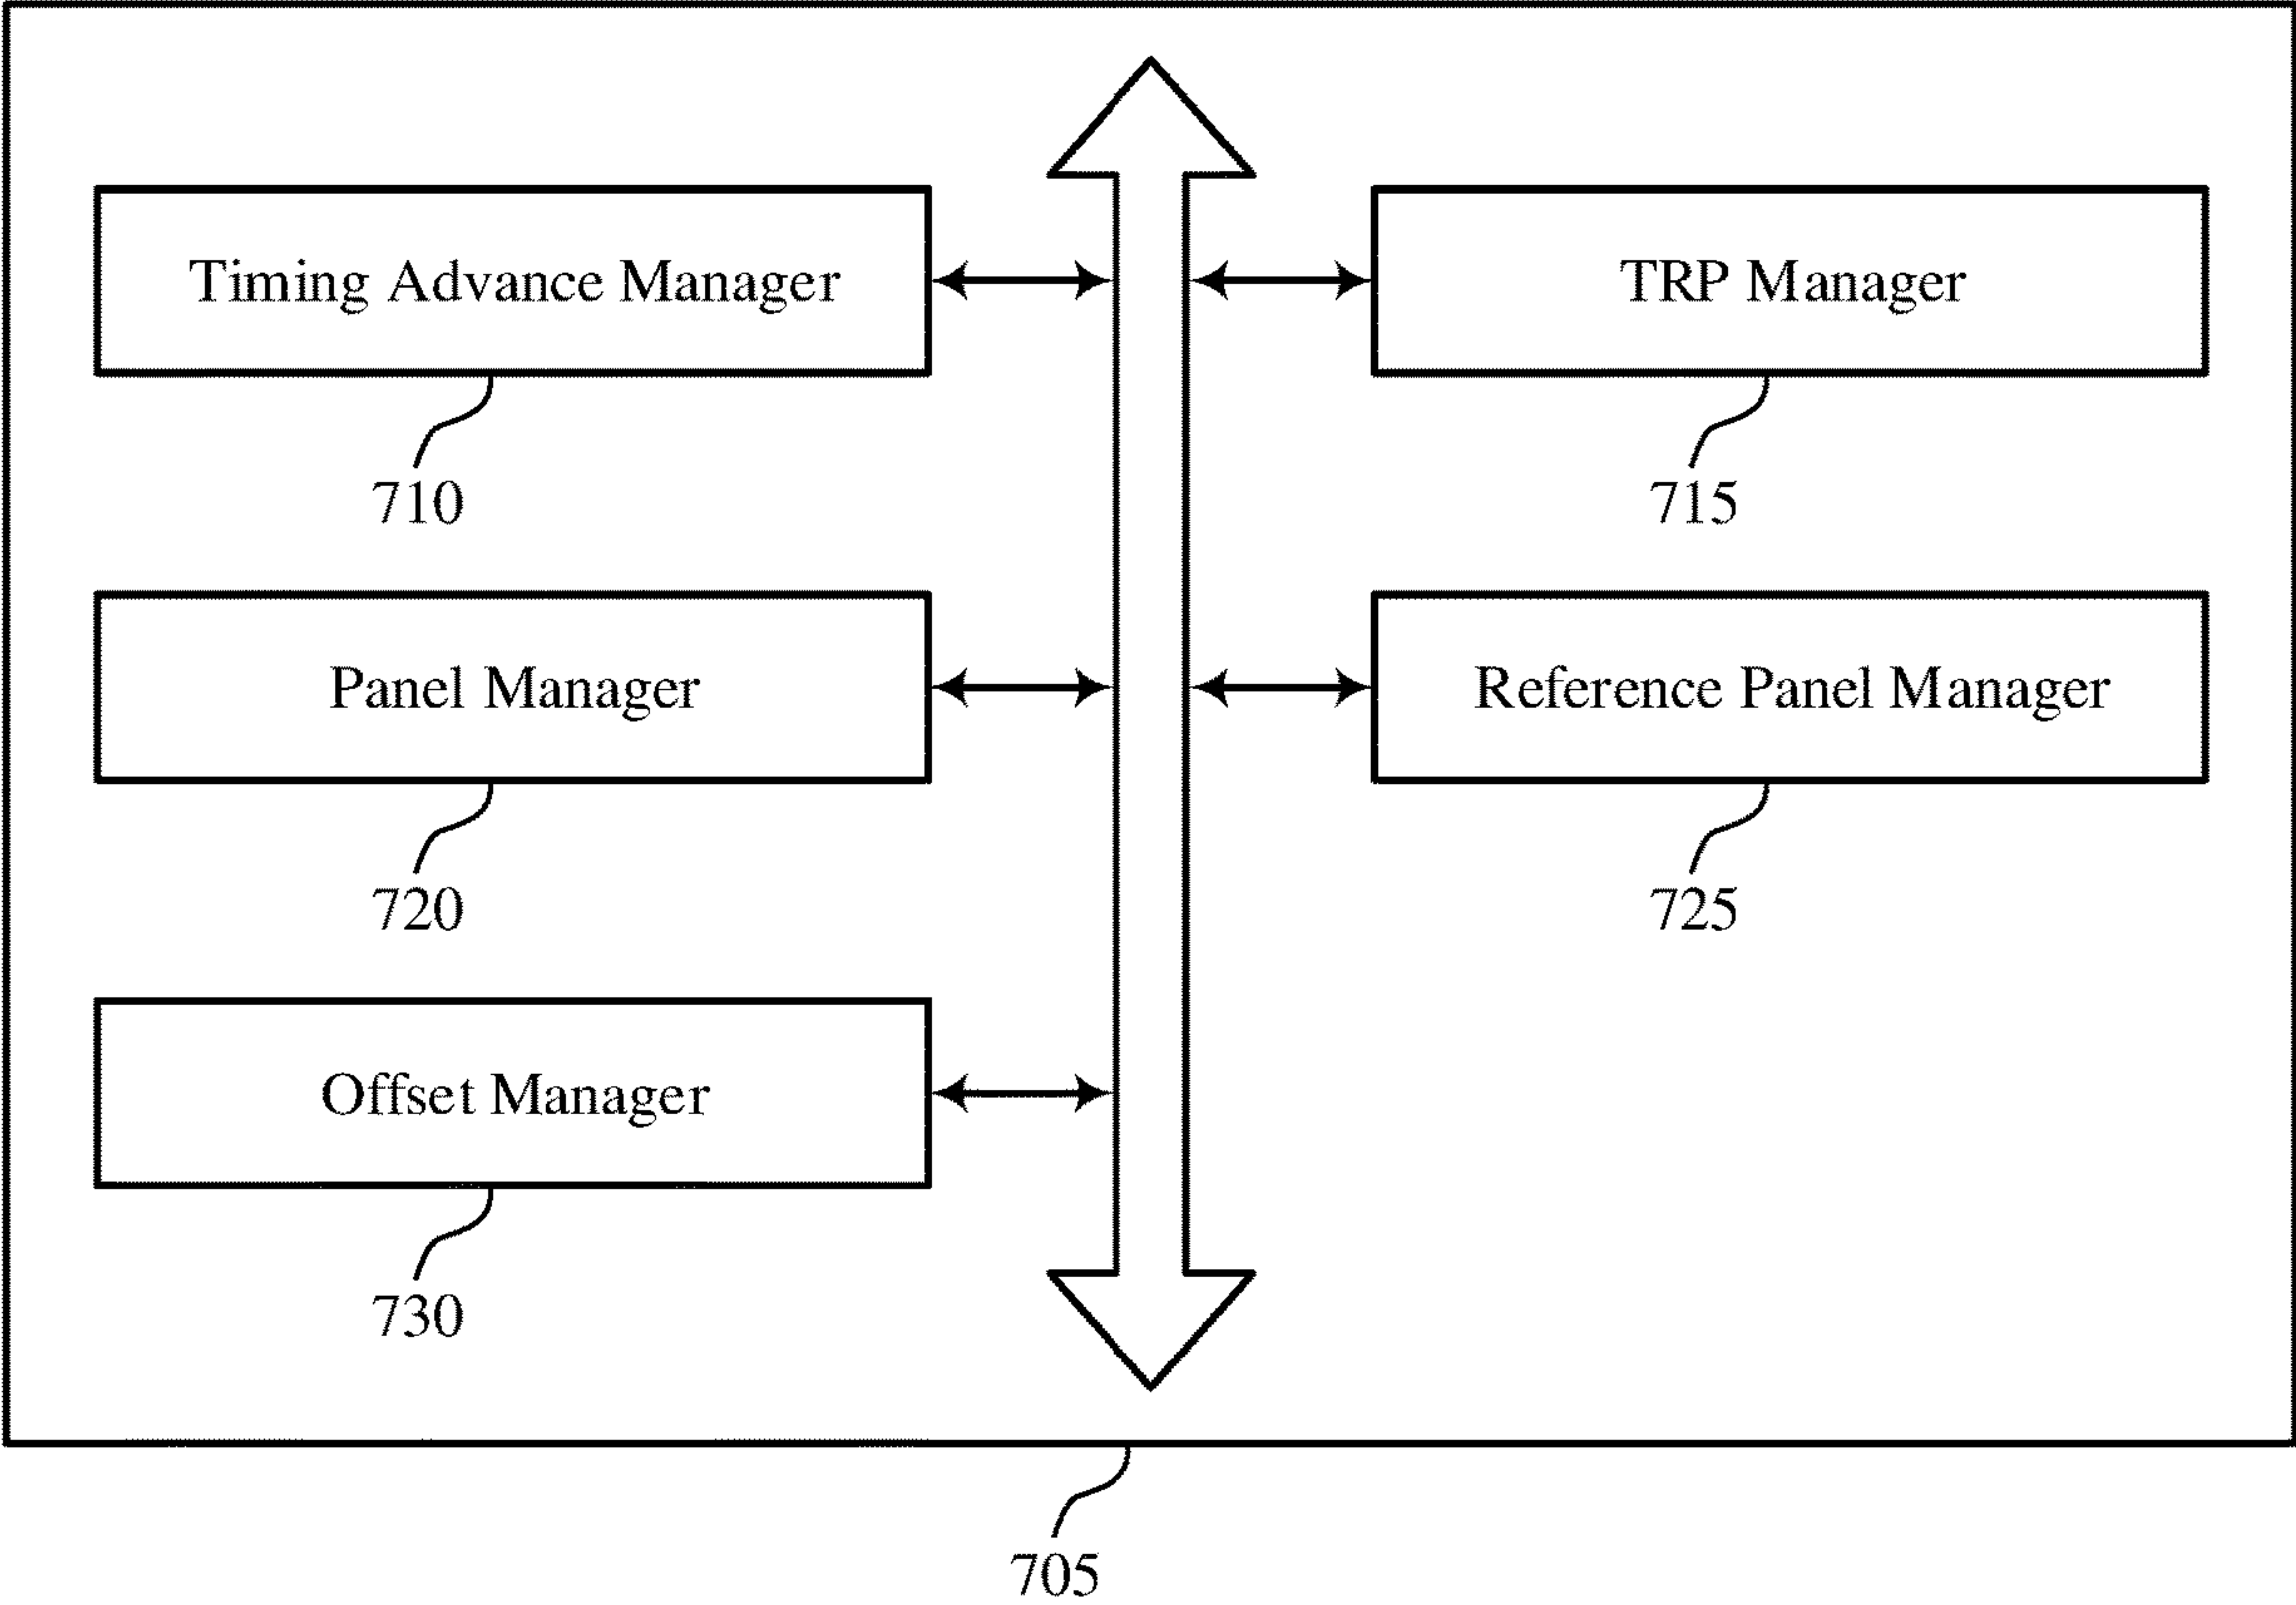 Timing Advance Manager
TRP Manager
710
715
Panel Manager
Reference Panel Manager
720
725
Offset Manager
730
705